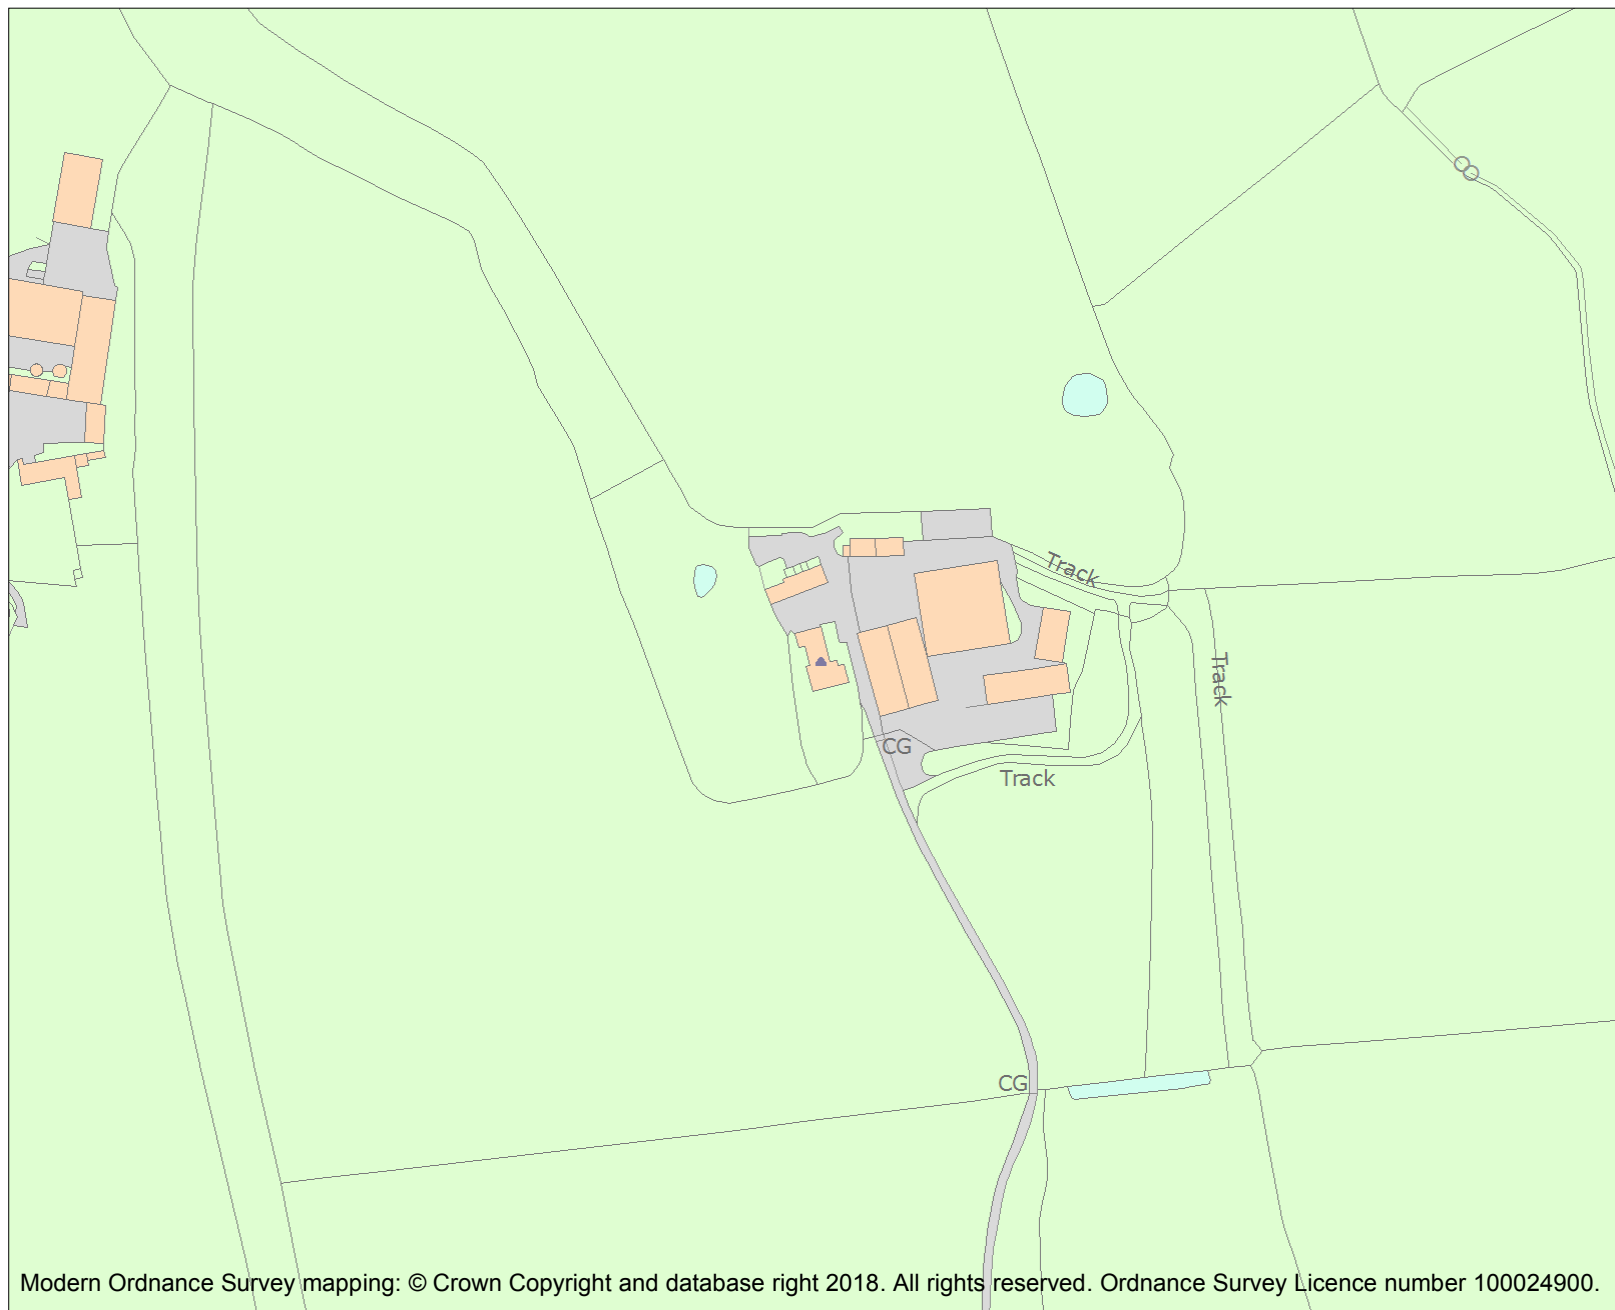 Track
Track
CG
Track
CG
Modern Ordnance Survey mapping: © Crown Copyright and database right 2018. All rights reserved. Ordnance Survey Licence number 100024900.